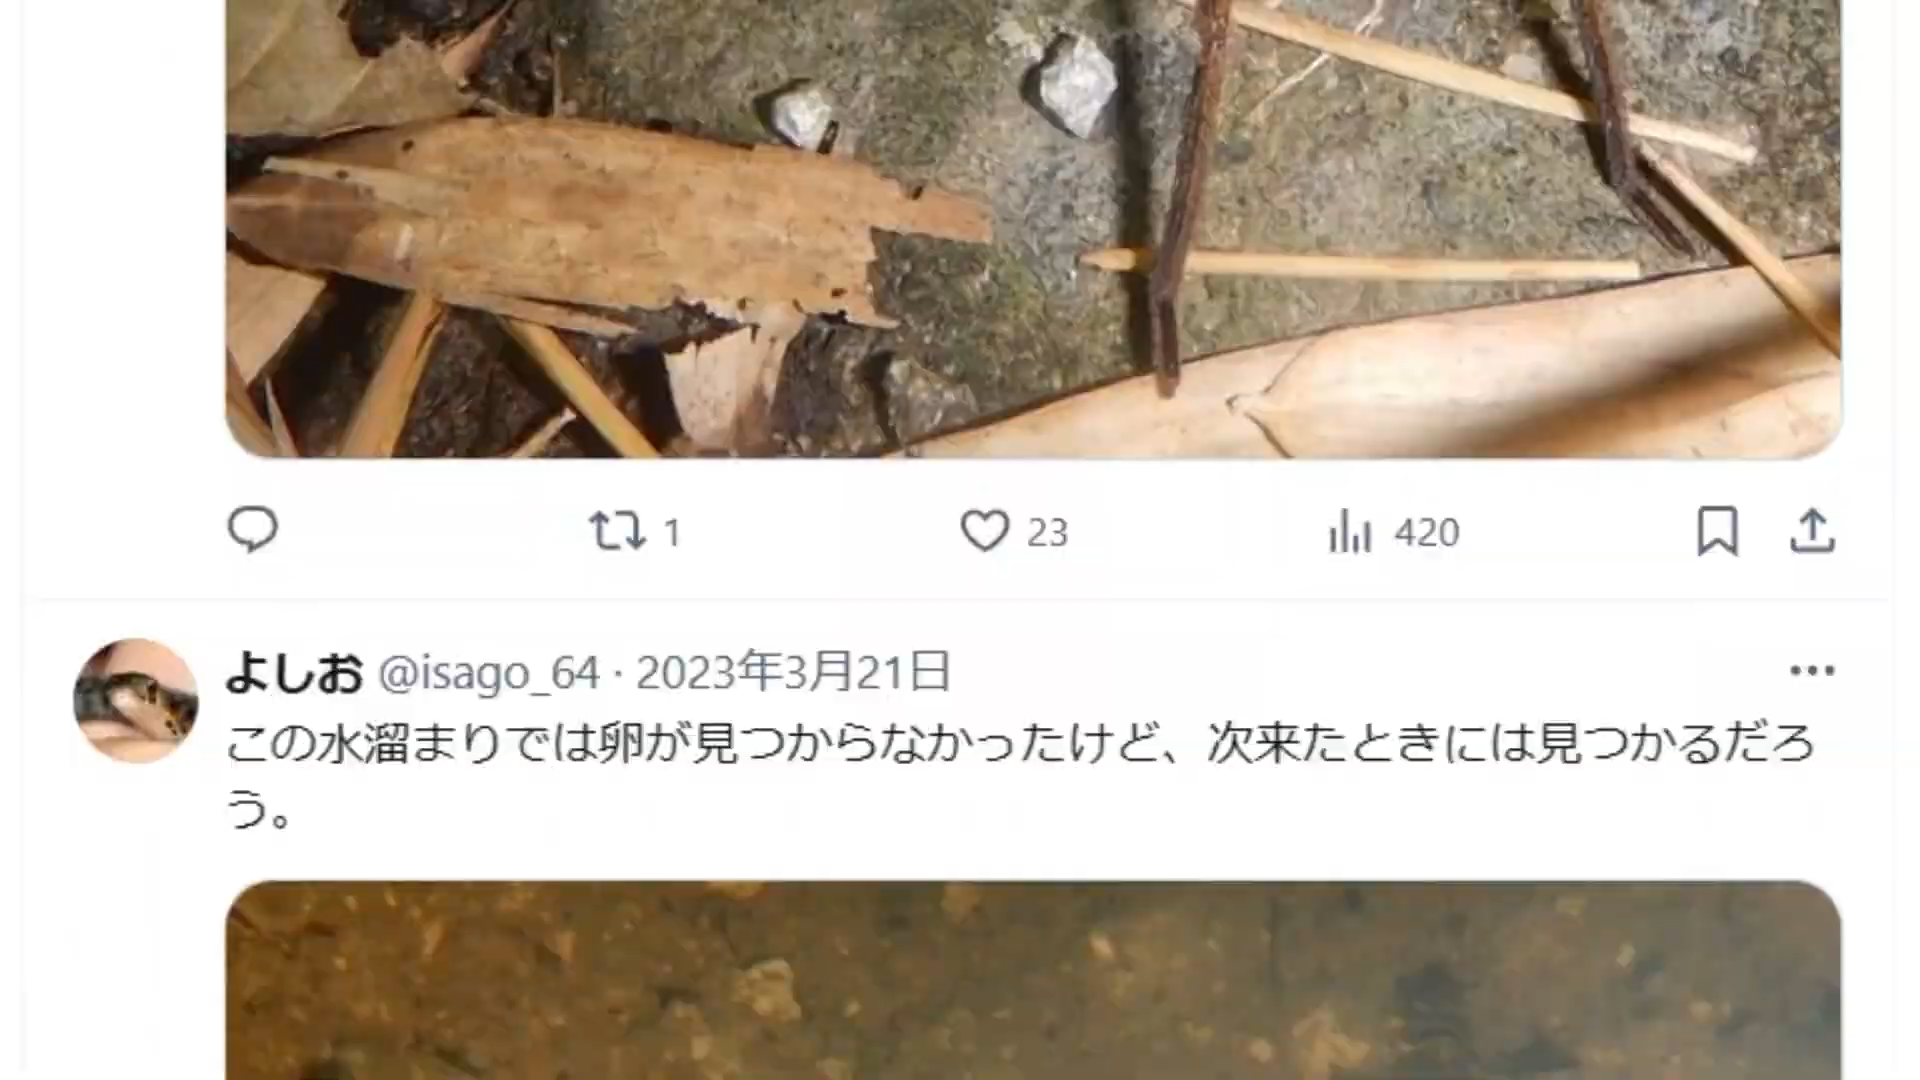 1 23 420
よしお @isago_64 · 2023年3月21日
この水溜まりでは卵が見つからなかったけど、次来たときには見つかるだろ
う。